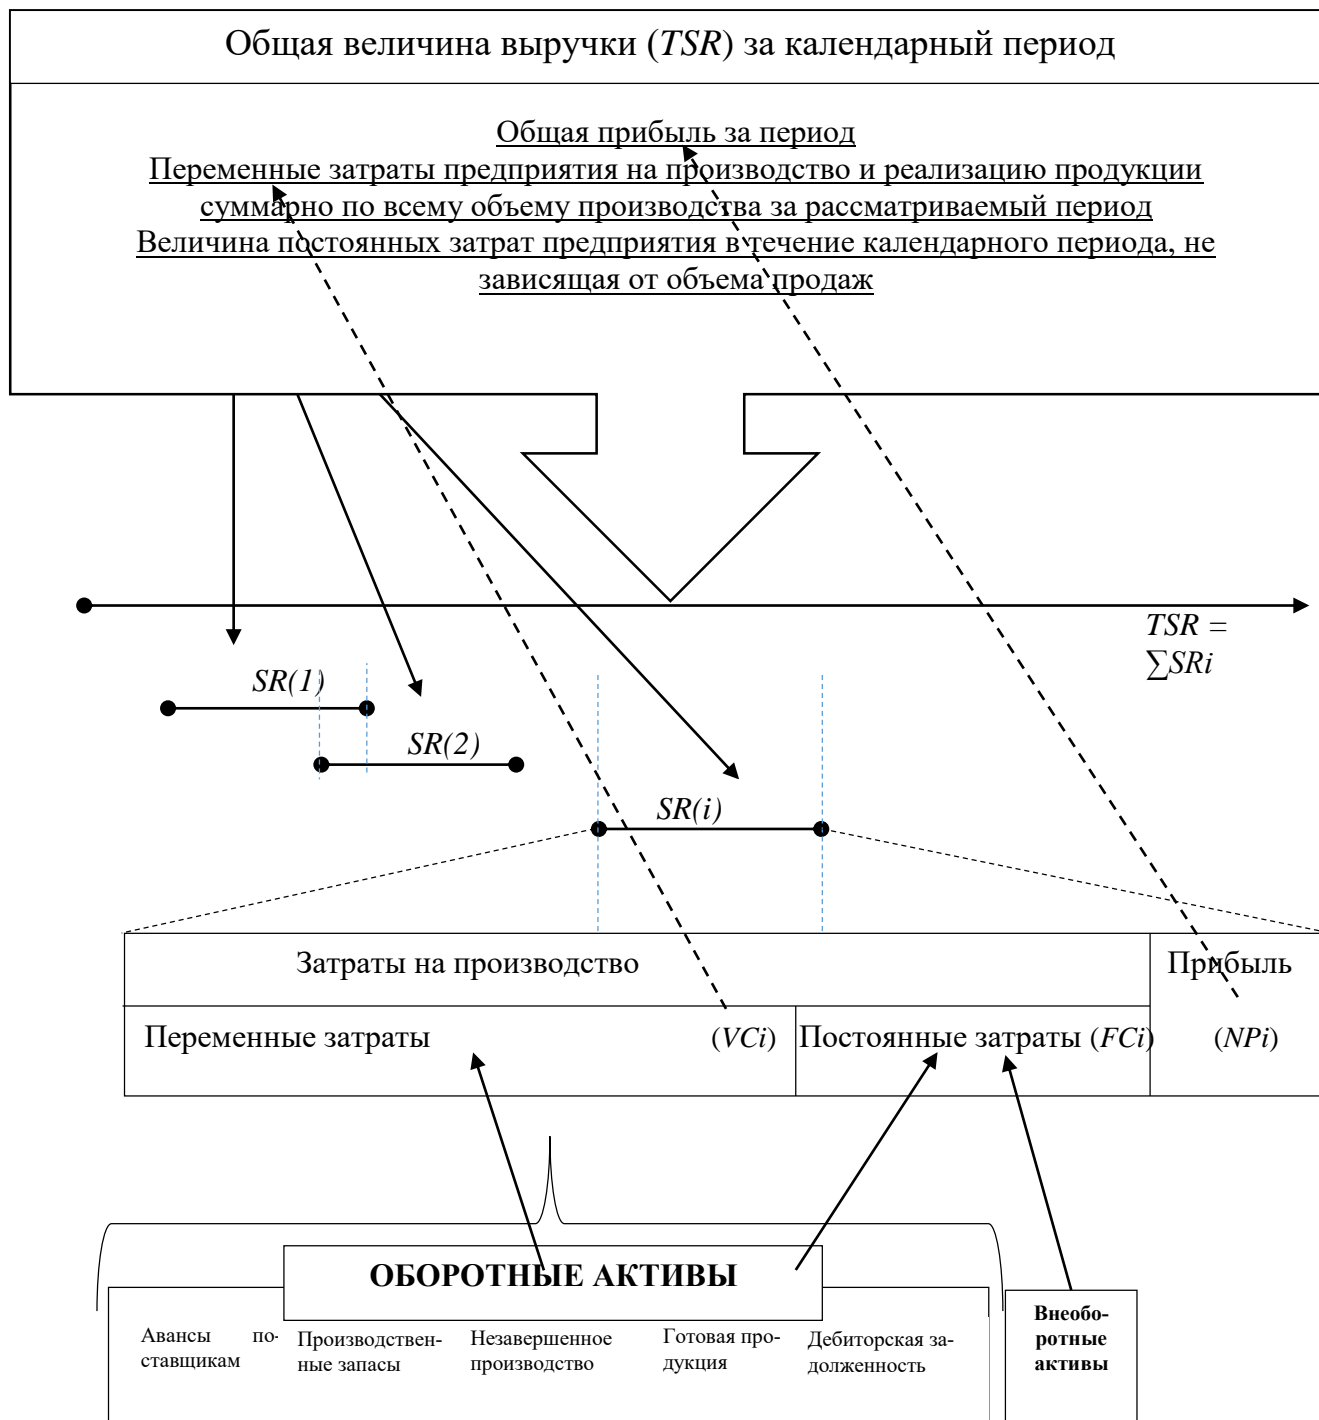 Общая величина выручки (TSR) за календарный период
Общая прибыль за период
Переменные затраты предприятия на производство и реализацию продукции
суммарно по всему объему производства за рассматриваемый период
Величина постоянных затрат предприятия в течение календарного периода, не
зависящая от объема продаж
TSR =
∑SRi
SR(1)
SR(2)
SR(i)
Затраты на производство
Прибыль
Переменные затраты (VCi)
Постоянные затраты (FCi)
(NPi)
ОБОРОТНЫЕ АКТИВЫ
Авансы по-
ставщикам
Производствен-
ные запасы
Незавершенное
производство
Готовая про-
дукция
Дебиторская за-
долженность
Внеобо-
ротные
активы